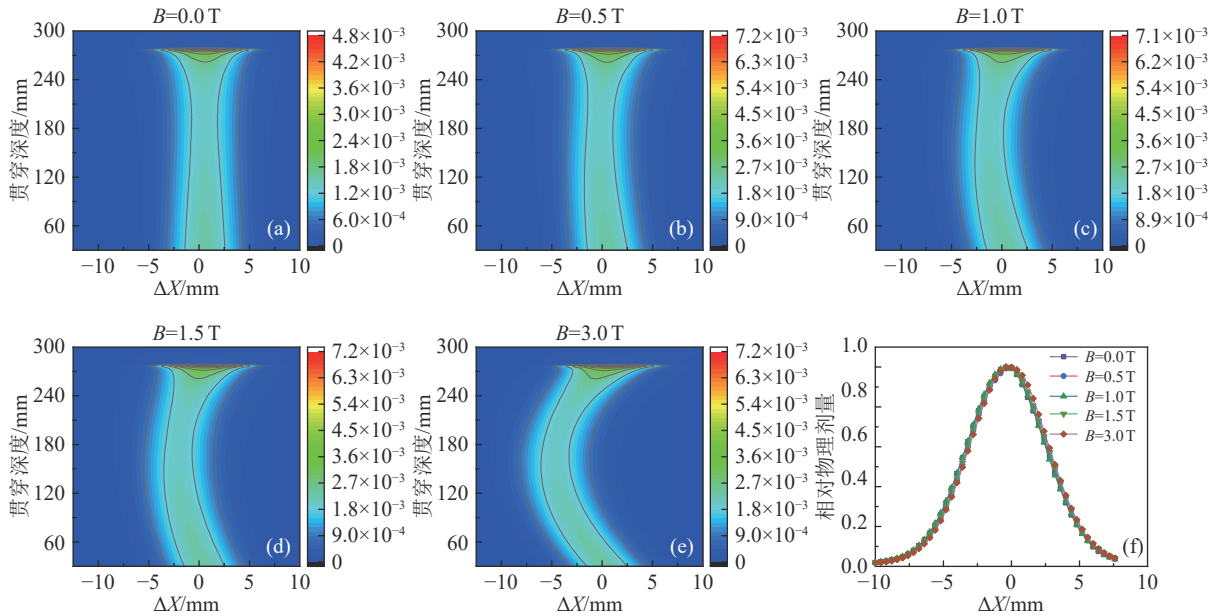 B=0.0 T
300
240
180
120
60
贯穿深度/mm
(a)
−10 −5 0 5 10
ΔX/mm
4.8×10⁻³
4.2×10⁻³
3.6×10⁻³
3.0×10⁻³
2.4×10⁻³
1.8×10⁻³
1.2×10⁻³
6.0×10⁻⁴
0
B=0.5 T
300
240
180
120
60
贯穿深度/mm
(b)
−10 −5 0 5 10
ΔX/mm
7.2×10⁻³
6.3×10⁻³
5.4×10⁻³
4.5×10⁻³
3.6×10⁻³
2.7×10⁻³
1.8×10⁻³
9.0×10⁻⁴
0
B=1.0 T
300
240
180
120
60
贯穿深度/mm
(c)
−10 −5 0 5 10
ΔX/mm
7.1×10⁻³
6.2×10⁻³
5.3×10⁻³
4.4×10⁻³
3.6×10⁻³
2.7×10⁻³
1.8×10⁻³
8.9×10⁻⁴
0
B=1.5 T
300
240
180
120
60
贯穿深度/mm
(d)
−10 −5 0 5 10
ΔX/mm
7.2×10⁻³
6.3×10⁻³
5.4×10⁻³
4.5×10⁻³
3.6×10⁻³
2.7×10⁻³
1.8×10⁻³
9.0×10⁻⁴
0
B=3.0 T
300
240
180
120
60
贯穿深度/mm
(e)
−10 −5 0 5 10
ΔX/mm
7.2×10⁻³
6.3×10⁻³
5.4×10⁻³
4.5×10⁻³
3.6×10⁻³
2.7×10⁻³
1.8×10⁻³
9.0×10⁻⁴
0
1.0
0.8
0.6
0.4
0.2
0.0
相对物理剂量
B=0.0 T
B=0.5 T
B=1.0 T
B=1.5 T
B=3.0 T
(f)
−10 −5 0 5 10
ΔX/mm